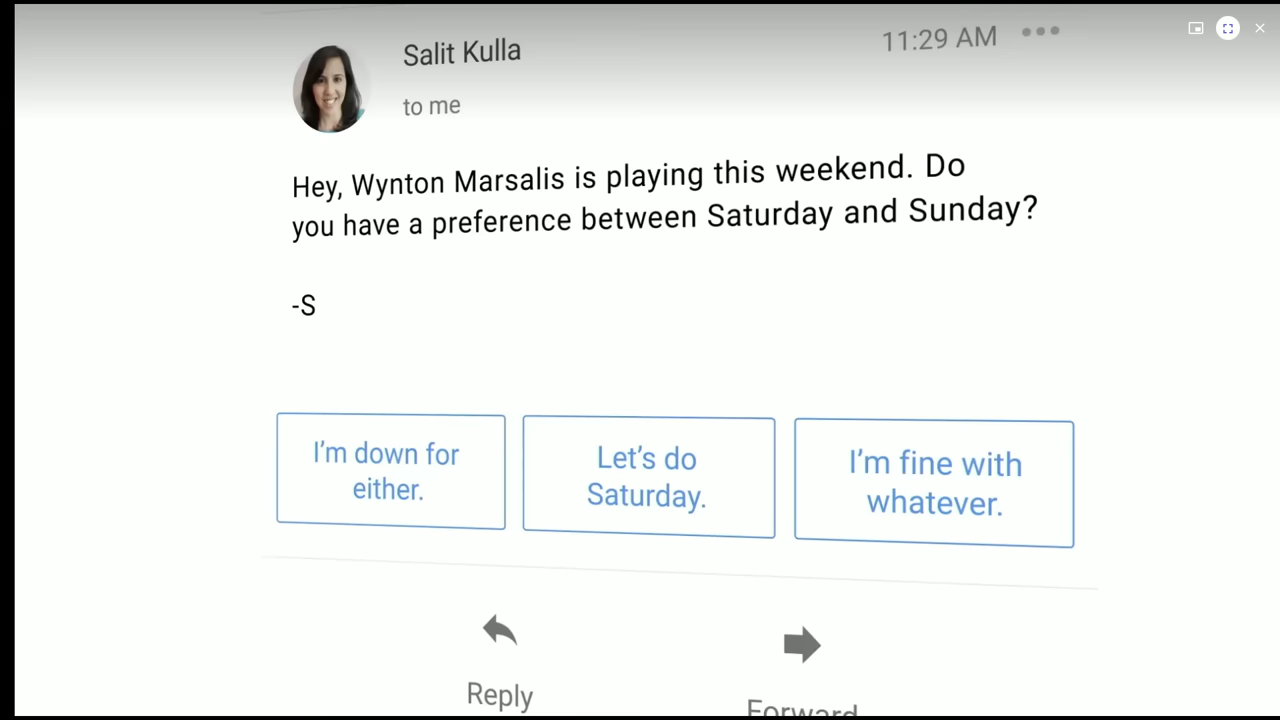 Salit Kulla
11:29 AM
to me
Hey, Wynton Marsalis is playing this weekend. Do
you have a preference between Saturday and Sunday?
-S
I'm down for
either.
Let's do
Saturday.
I'm fine with
whatever.
Reply
Forward